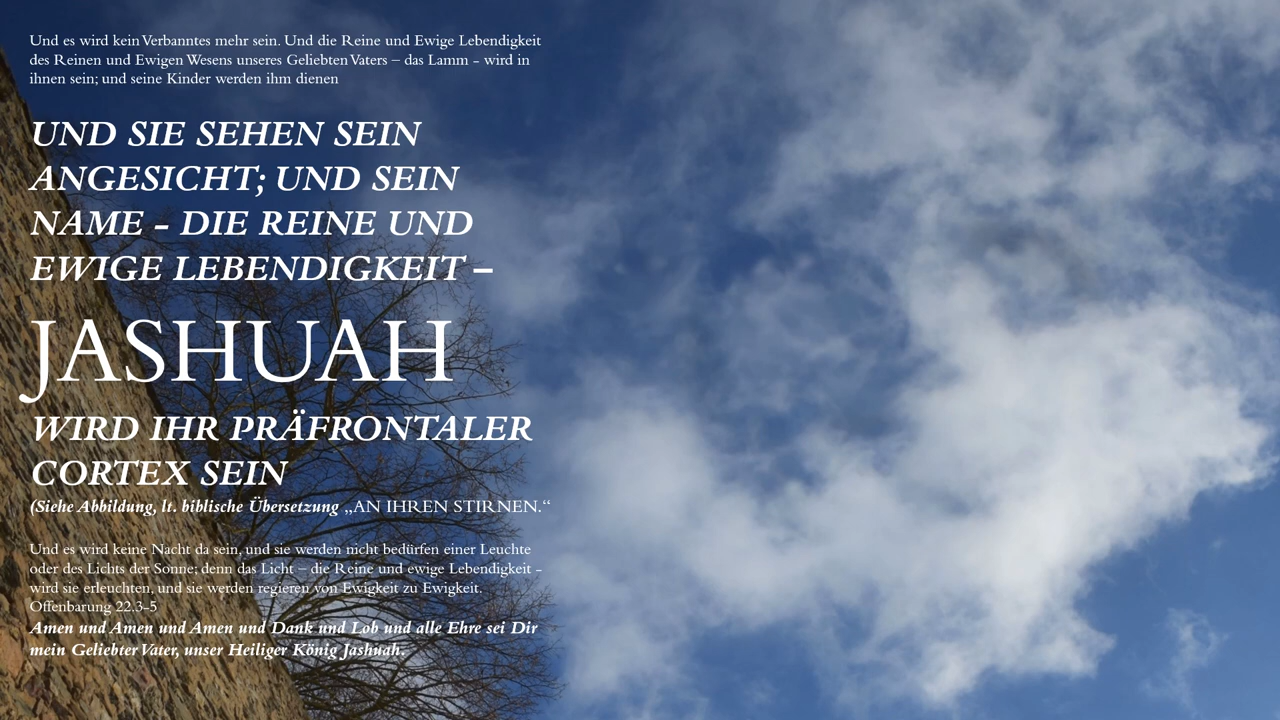 Und es wird kein Verbanntes mehr sein. Und die Reine und Ewige Lebendigkeit
des Reinen und Ewigen Wesens unseres Geliebten Vaters – das Lamm - wird in
ihnen sein; und seine Kinder werden ihm dienen
UND SIE SEHEN SEIN
ANGESICHT; UND SEIN
NAME - DIE REINE UND
EWIGE LEBENDIGKEIT –
JASHUAH
WIRD IHR PRÄFRONTALER
CORTEX SEIN
(Siehe Abbildung, lt. biblische Übersetzung „AN IHREN STIRNEN.“
Und es wird keine Nacht da sein, und sie werden nicht bedürfen einer Leuchte
oder des Lichts der Sonne; denn das Licht – die Reine und ewige Lebendigkeit -
wird sie erleuchten, und sie werden regieren von Ewigkeit zu Ewigkeit.
Offenbarung 22.3-5
Amen und Amen und Amen und Dank und Lob und alle Ehre sei Dir
mein Geliebter Vater, unser Heiliger König Jashuah.